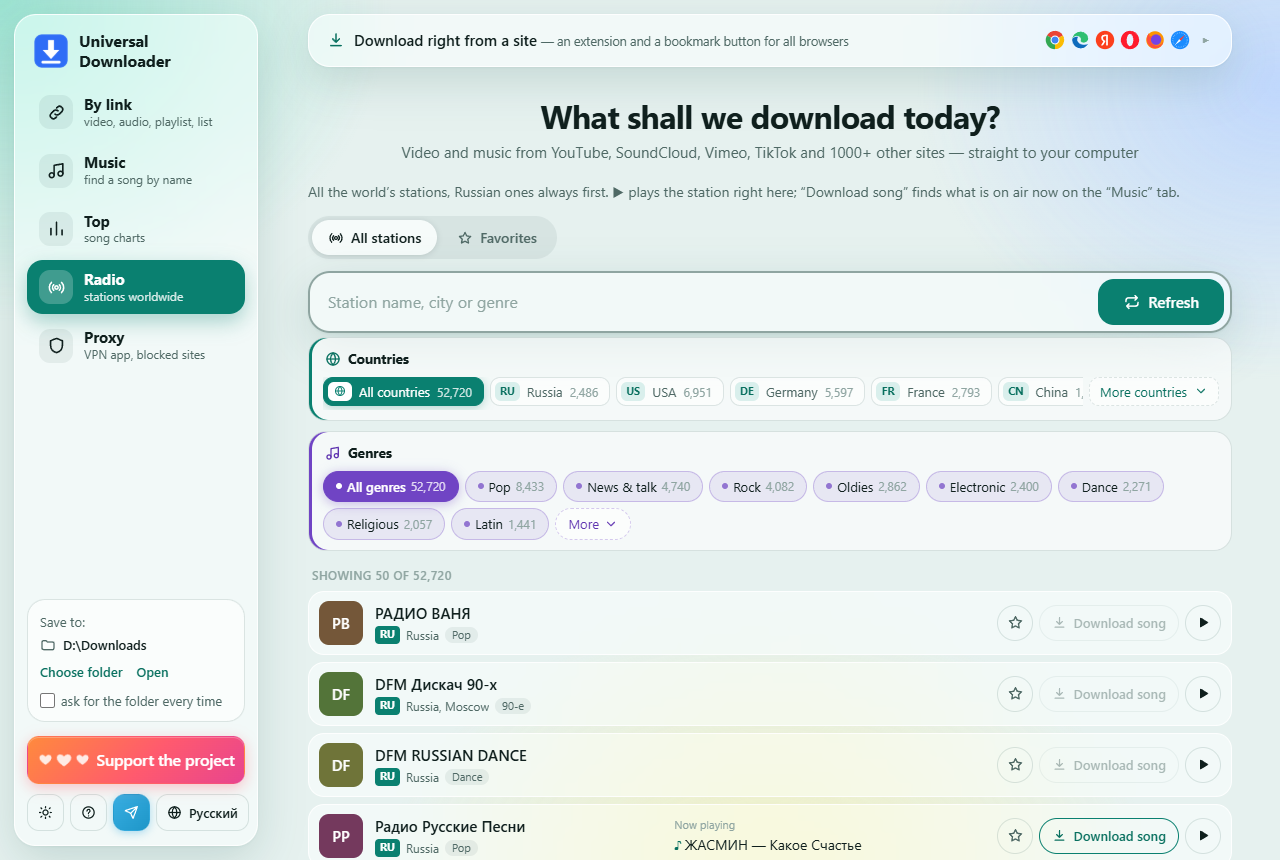 Universal
Downloader
By link
video, audio, playlist, list
Music
find a song by name
Top
song charts
Radio
stations worldwide
Proxy
VPN app, blocked sites
Save to:
D:\Downloads
Choose folder Open
ask for the folder every time
Support the project
Русский
Download right from a site — an extension and a bookmark button for all browsers
What shall we download today?
Video and music from YouTube, SoundCloud, Vimeo, TikTok and 1000+ other sites — straight to your computer
All the world's stations, Russian ones always first. ▶ plays the station right here; “Download song” finds what is on air now on the “Music” tab.
All stations Favorites
Station name, city or genre Refresh
Countries
All countries 52,720 RU Russia 2,486 US USA 6,951 DE Germany 5,597 FR France 2,793 CN China 1, More countries
Genres
All genres 52,720 Pop 8,433 News & talk 4,740 Rock 4,082 Oldies 2,862 Electronic 2,400 Dance 2,271
Religious 2,057 Latin 1,441 More
SHOWING 50 OF 52,720
РВ РАДИО ВАНЯ
RU Russia Pop
Download song
DF DFM Дискач 90-х
RU Russia, Moscow 90-е
Download song
DF DFM RUSSIAN DANCE
RU Russia Dance
Download song
РР Радио Русские Песни
RU Russia Pop
Now playing
♪ ЖАСМИН — Какое Счастье
Download song